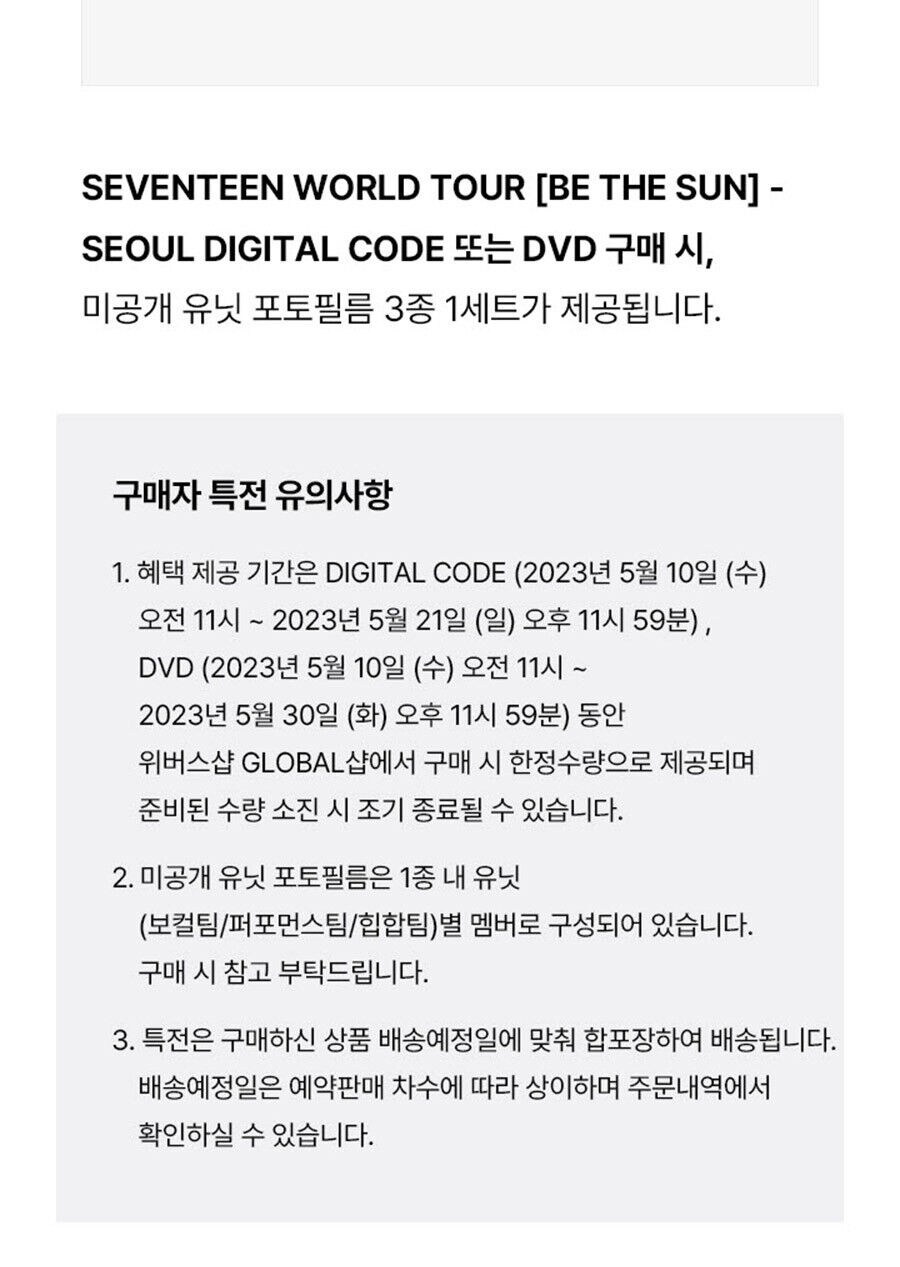 SEVENTEEN WORLD TOUR [BE THE SUN] -
SEOUL DIGITAL CODE 또는 DVD 구매 시,
미공개 유닛 포토필름 3종 1세트가 제공됩니다.
구매자 특전 유의사항
1. 혜택 제공 기간은 DIGITAL CODE (2023년 5월 10일 (수)
오전 11시 ~ 2023년 5월 21일 (일) 오후 11시 59분) ,
DVD (2023년 5월 10일 (수) 오전 11시 ~
2023년 5월 30일 (화) 오후 11시 59분) 동안
위버스샵 GLOBAL샵에서 구매 시 한정수량으로 제공되며
준비된 수량 소진 시 조기 종료될 수 있습니다.
2. 미공개 유닛 포토필름은 1종 내 유닛
(보컬팀/퍼포먼스팀/힙합팀)별 멤버로 구성되어 있습니다.
구매 시 참고 부탁드립니다.
3. 특전은 구매하신 상품 배송예정일에 맞춰 합포장하여 배송됩니다.
배송예정일은 예약판매 차수에 따라 상이하며 주문내역에서
확인하실 수 있습니다.